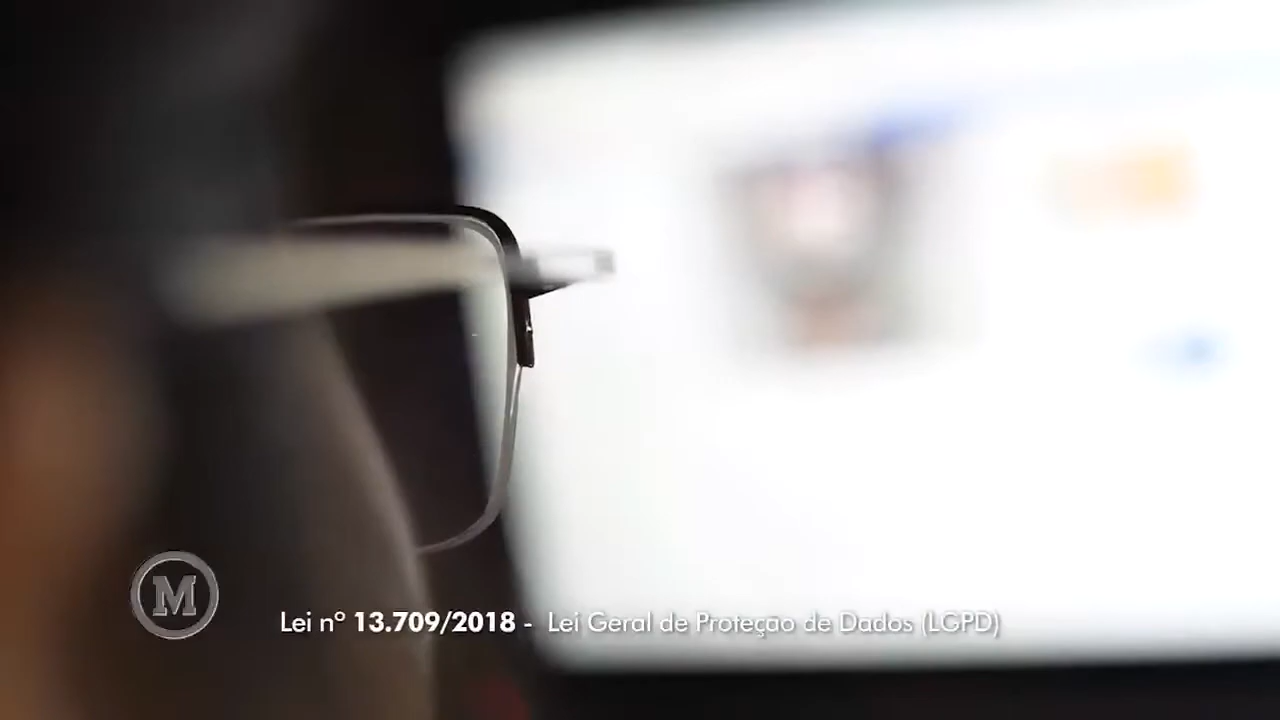 M
Lei nº 13.709/2018 - Lei Geral de Proteção de Dados (LGPD)